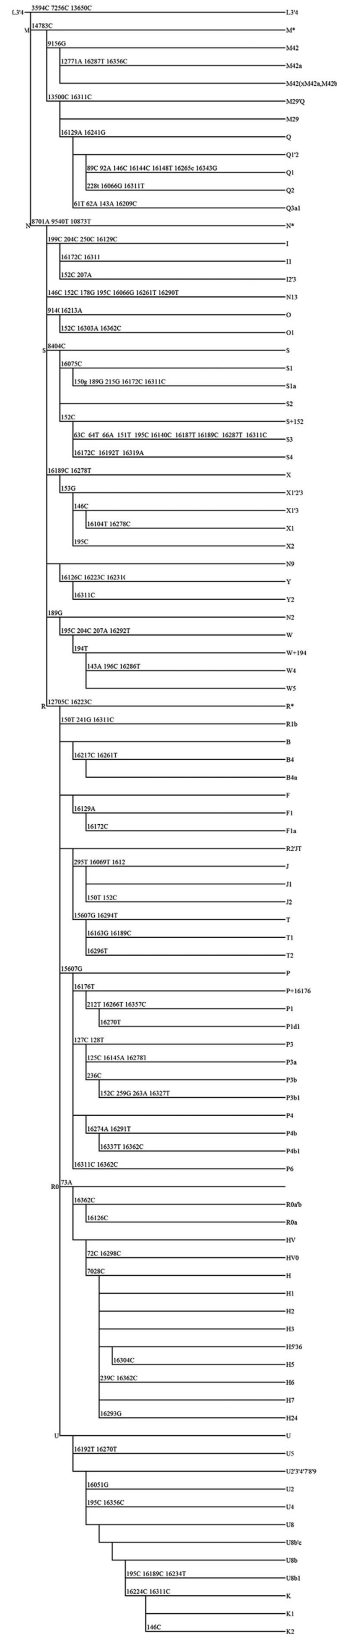 L3'4 3594C 7256C 13650C L3'4
M 14783C M*
9156G M42
12771A 16287T 16356C M42a
M42(xM42a,M42b
13500C 16311C M29'Q
M29
16129A 16241G Q
Q1'2
89C 92A 146C 16144C 16148T 16265c 16343G Q1
228t 16066G 16311T Q2
61T 62A 143A 16209C Q3a1
N 8701A 9540T 10873T N*
199C 204C 250C 16129C I
16172C 16311 I1
152C 207A I2'3
146C 152C 178G 195C 16066G 16261T 16290T N13
914( 16213A O
152C 16303A 16362C O1
S 8404C S
16075C S1
150g 189G 215G 16172C 16311C S1a
S2
152C S+152
63C 64T 66A 151T 195C 16140C 16187T 16189C 16287T 16311C S3
16172C 16192T 16319A S4
16189C 16278T X
153G X1'2'3
146C X1'3
16104T 16278C X1
195C X2
N9
16126C 16223C 16231( Y
16311C Y2
189G N2
195C 204C 207A 16292T W
194T W+194
143A 196C 16286T W4
W5
R 12705C 16223C R*
150T 241G 16311C R1b
B
16217C 16261T B4
B4a
F
16129A F1
16172C F1a
R2'JT
295T 16069T 1612 J
J1
150T 152C J2
15607G 16294T T
16163G 16189C T1
16296T T2
15607G P
16176T P+16176
212T 16266T 16357C P1
16270T P1d1
127C 128T P3
125C 16145A 16278T P3a
236C P3b
152C 259G 263A 16327T P3b1
P4
16274A 16291T P4b
16337T 16362C P4b1
16311C 16362C P6
R0 73A
16362C R0a'b
16126C R0a
HV
72C 16298C HV0
7028C H
H1
H2
H3
H5'36
16304C H5
239C 16362C H6
H7
16293G H24
U U
16192T 16270T U5
U2'3'4'7'8'9
16051G U2
195C 16356C U4
U8
U8b'c
U8b
195C 16189C 16234T U8b1
16224C 16311C K
K1
146C K2